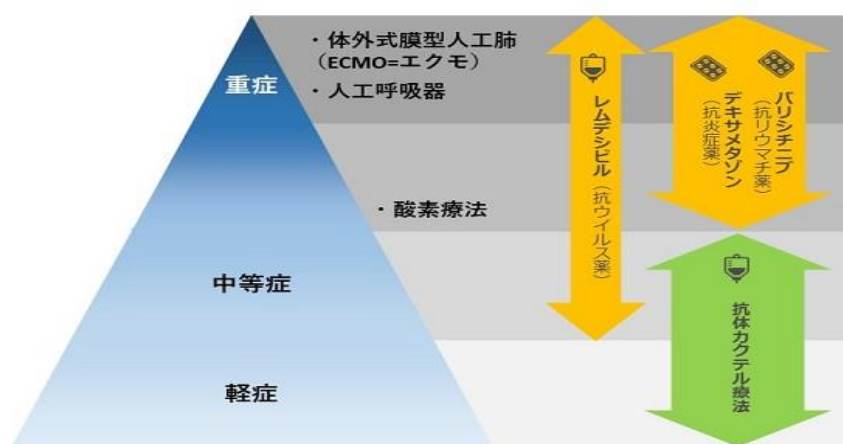 ・体外式膜型人工肺
（ECMO=エクモ）
・人工呼吸器
重症
・酸素療法
中等症
軽症
レムデシビル（抗ウイルス薬）
バリシチニブ
（抗リウマチ薬）
デキサメタゾン
（抗炎症薬）
抗体カクテル療法